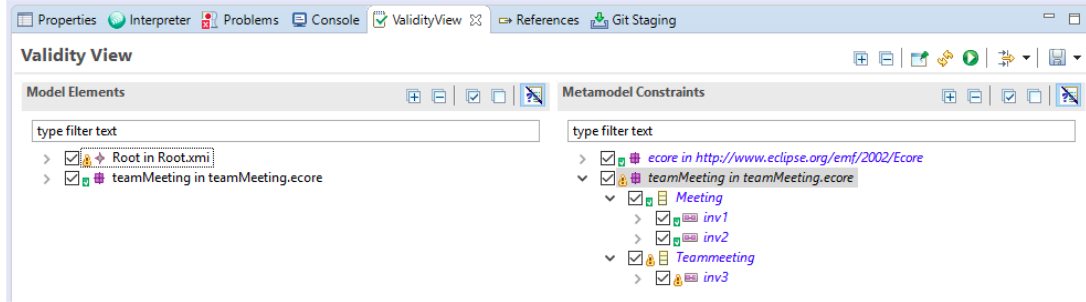 Properties Interpreter Problems Console ValidityView References Git Staging
Validity View
Model Elements
type filter text
Root in Root.xmi
teamMeeting in teamMeeting.ecore
Metamodel Constraints
type filter text
ecore in http://www.eclipse.org/emf/2002/Ecore
teamMeeting in teamMeeting.ecore
Meeting
inv1
inv2
Teammeeting
inv3